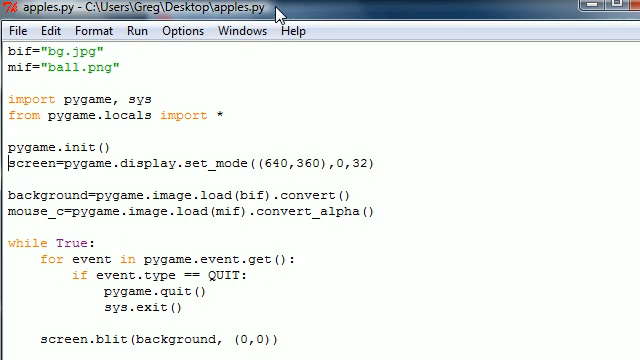 apples.py - C:\Users\Greg\Desktop\apples.py
File Edit Format Run Options Windows Help
bif="bg.jpg"
mif="ball.png"
import pygame, sys
from pygame.locals import *
pygame.init()
screen=pygame.display.set_mode((640,360),0,32)
background=pygame.image.load(bif).convert()
mouse_c=pygame.image.load(mif).convert_alpha()
while True:
    for event in pygame.event.get():
        if event.type == QUIT:
            pygame.quit()
            sys.exit()
    screen.blit(background, (0,0))